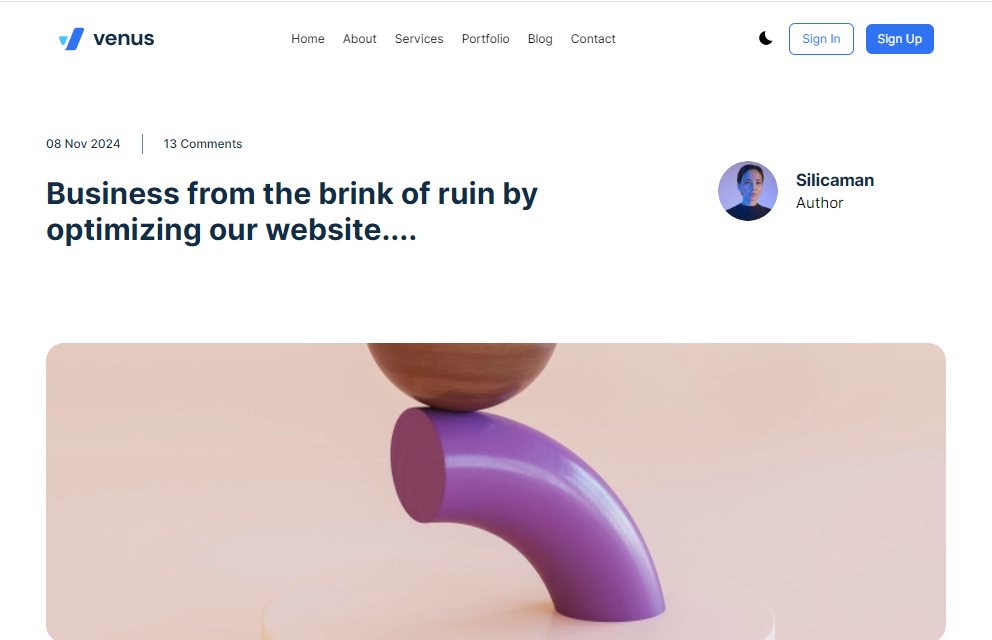 venus
Home About Services Portfolio Blog Contact
Sign In
Sign Up
08 Nov 2024
13 Comments
Business from the brink of ruin by
optimizing our website....
Silicaman
Author